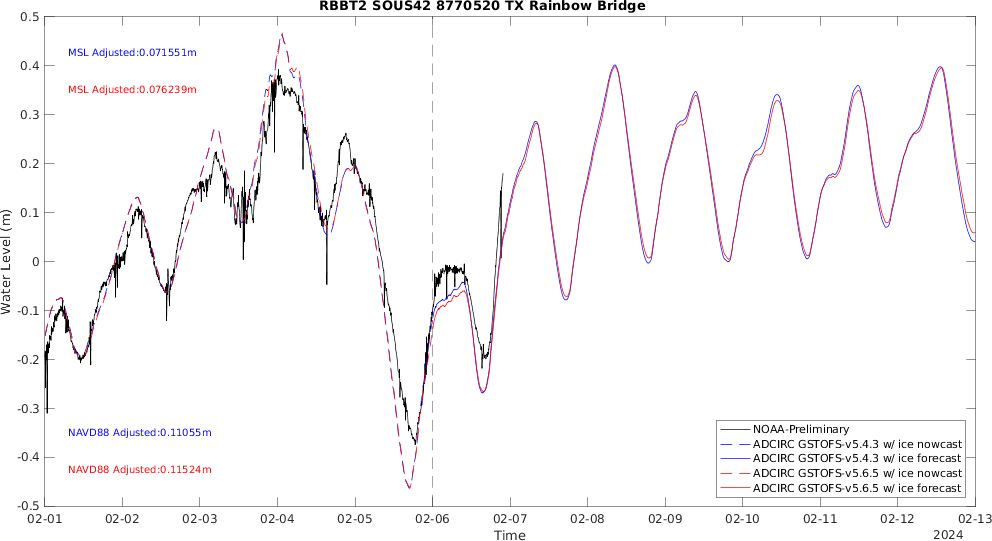 RBBT2 SOUS42 8770520 TX Rainbow Bridge
0.5
0.4
0.3
0.2
0.1
0
-0.1
-0.2
-0.3
-0.4
-0.5
Water Level (m)
MSL Adjusted:0.071551m
MSL Adjusted:0.076239m
NAVD88 Adjusted:0.11055m
NAVD88 Adjusted:0.11524m
NOAA-Preliminary
ADCIRC GSTOFS-v5.4.3 w/ ice nowcast
ADCIRC GSTOFS-v5.4.3 w/ ice forecast
ADCIRC GSTOFS-v5.6.5 w/ ice nowcast
ADCIRC GSTOFS-v5.6.5 w/ ice forecast
02-01 02-02 02-03 02-04 02-05 02-06 02-07 02-08 02-09 02-10 02-11 02-12 02-13
Time
2024